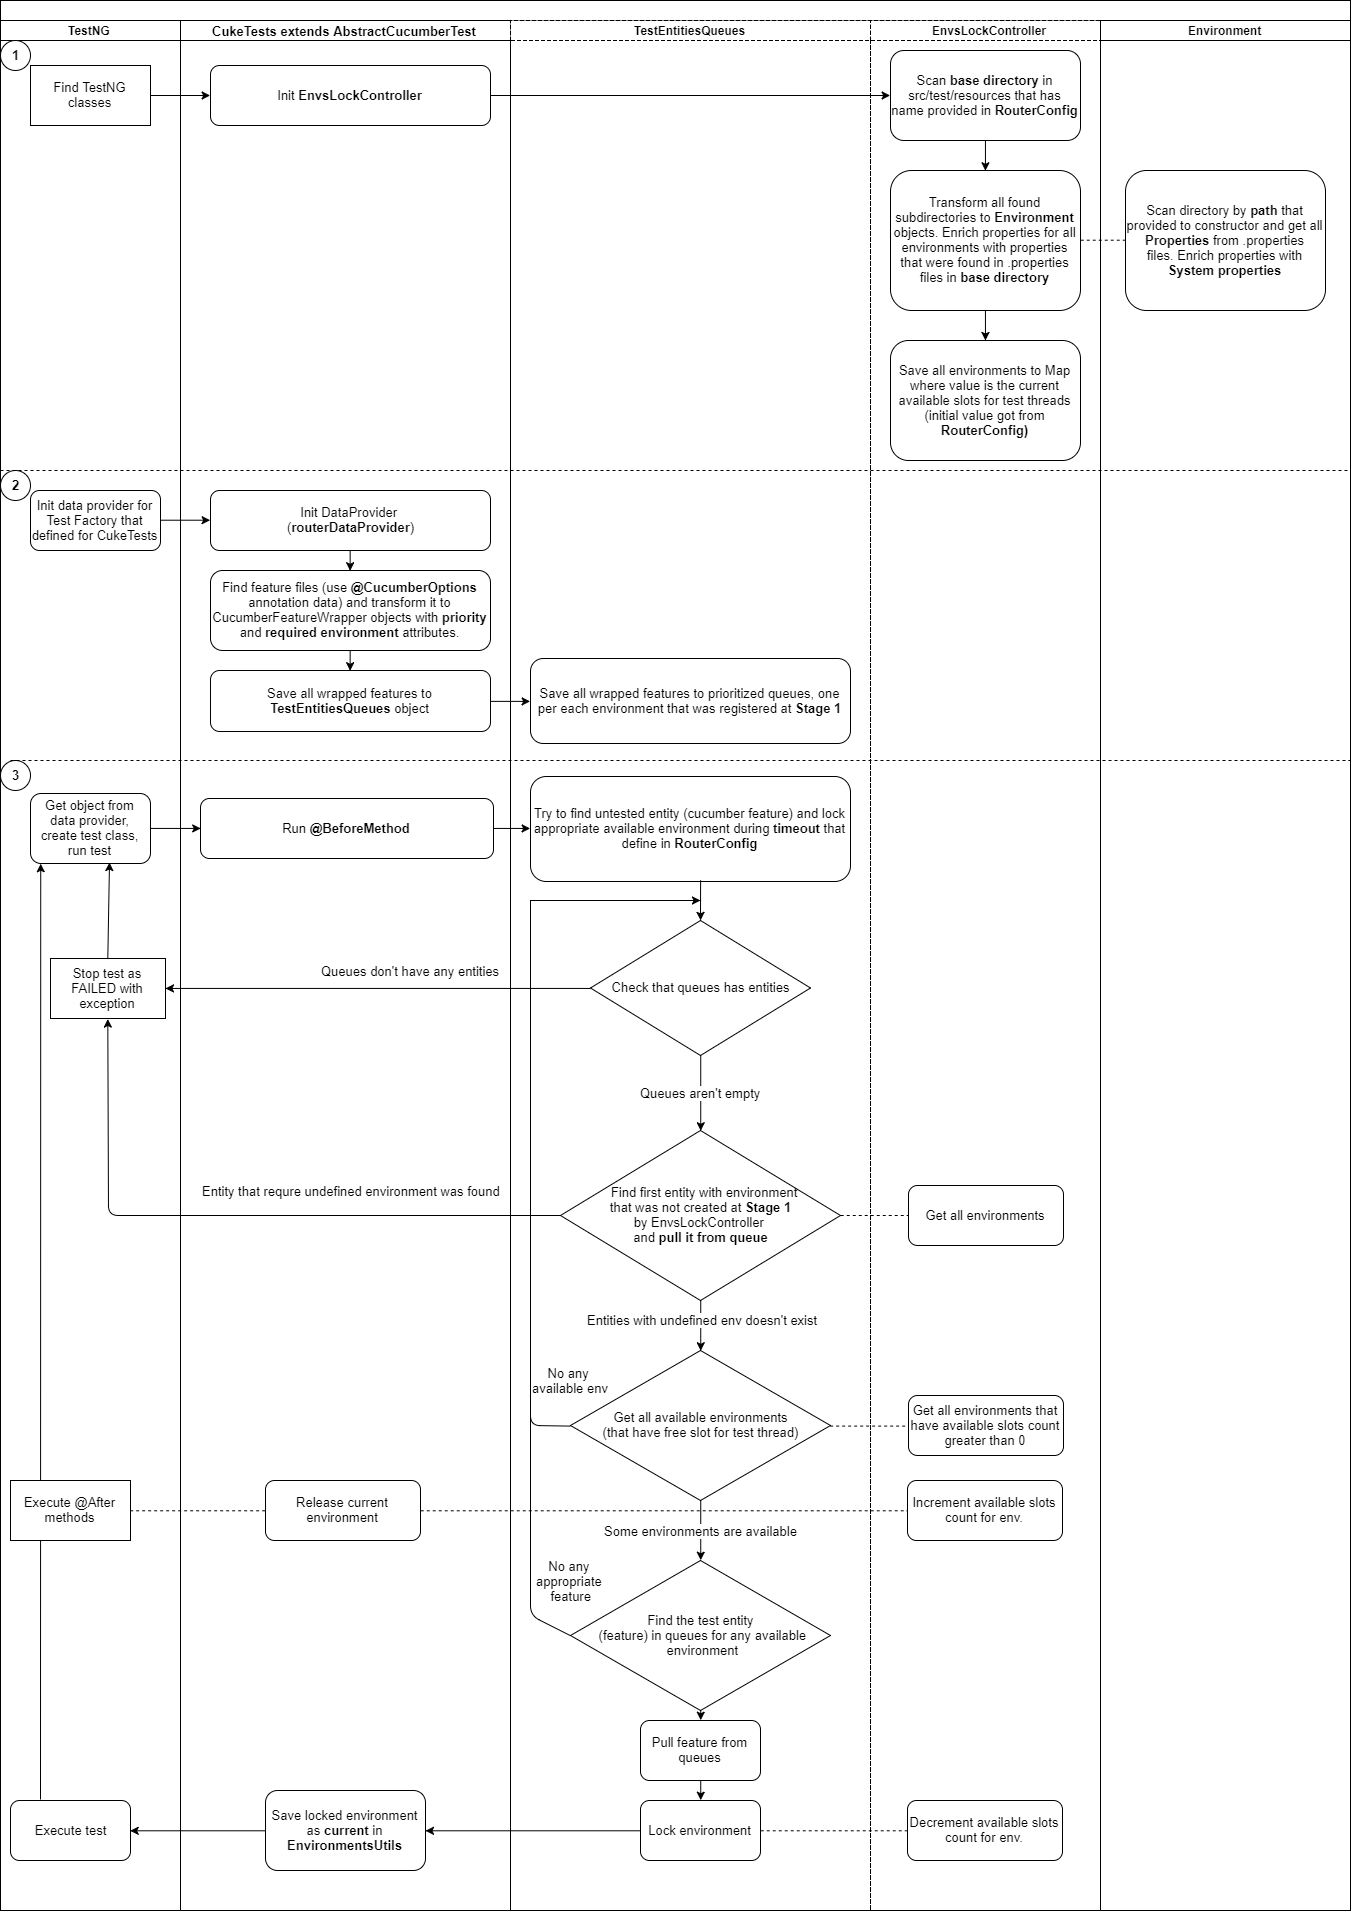 TestNG
CukeTests extends AbstractCucumberTest
TestEntitiesQueues
EnvsLockController
Environment
1
Find TestNG
classes
Init EnvsLockController
Scan base directory in
src/test/resources that has
name provided in RouterConfig
Transform all found
subdirectories to Environment
objects. Enrich properties for all
environments with properties
that were found in .properties
files in base directory
Scan directory by path that
provided to constructor and get all
Properties from .properties
files. Enrich properties with
System properties
Save all environments to Map
where value is the current
available slots for test threads
(initial value got from
RouterConfig)
2
Init data provider for
Test Factory that
defined for CukeTests
Init DataProvider
(routerDataProvider)
Find feature files (use @CucumberOptions
annotation data) and transform it to
CucumberFeatureWrapper objects with priority
and required environment attributes.
Save all wrapped features to
TestEntitiesQueues object
Save all wrapped features to prioritized queues, one
per each environment that was registered at Stage 1
3
Get object from
data provider,
create test class,
run test
Run @BeforeMethod
Try to find untested entity (cucumber feature) and lock
appropriate available environment during timeout that
define in RouterConfig
Stop test as
FAILED with
exception
Queues don't have any entities
Check that queues has entities
Queues aren't empty
Entity that requre undefined environment was found
Find first entity with environment
that was not created at Stage 1
by EnvsLockController
and pull it from queue
Get all environments
Entities with undefined env doesn't exist
No any
available env
Get all available environments
(that have free slot for test thread)
Get all environments that
have available slots count
greater than 0
Execute @After
methods
Release current
environment
Increment available slots
count for env.
Some environments are available
No any
appropriate
feature
Find the test entity
(feature) in queues for any available
environment
Pull feature from
queues
Execute test
Save locked environment
as current in
EnvironmentsUtils
Lock environment
Decrement available slots
count for env.